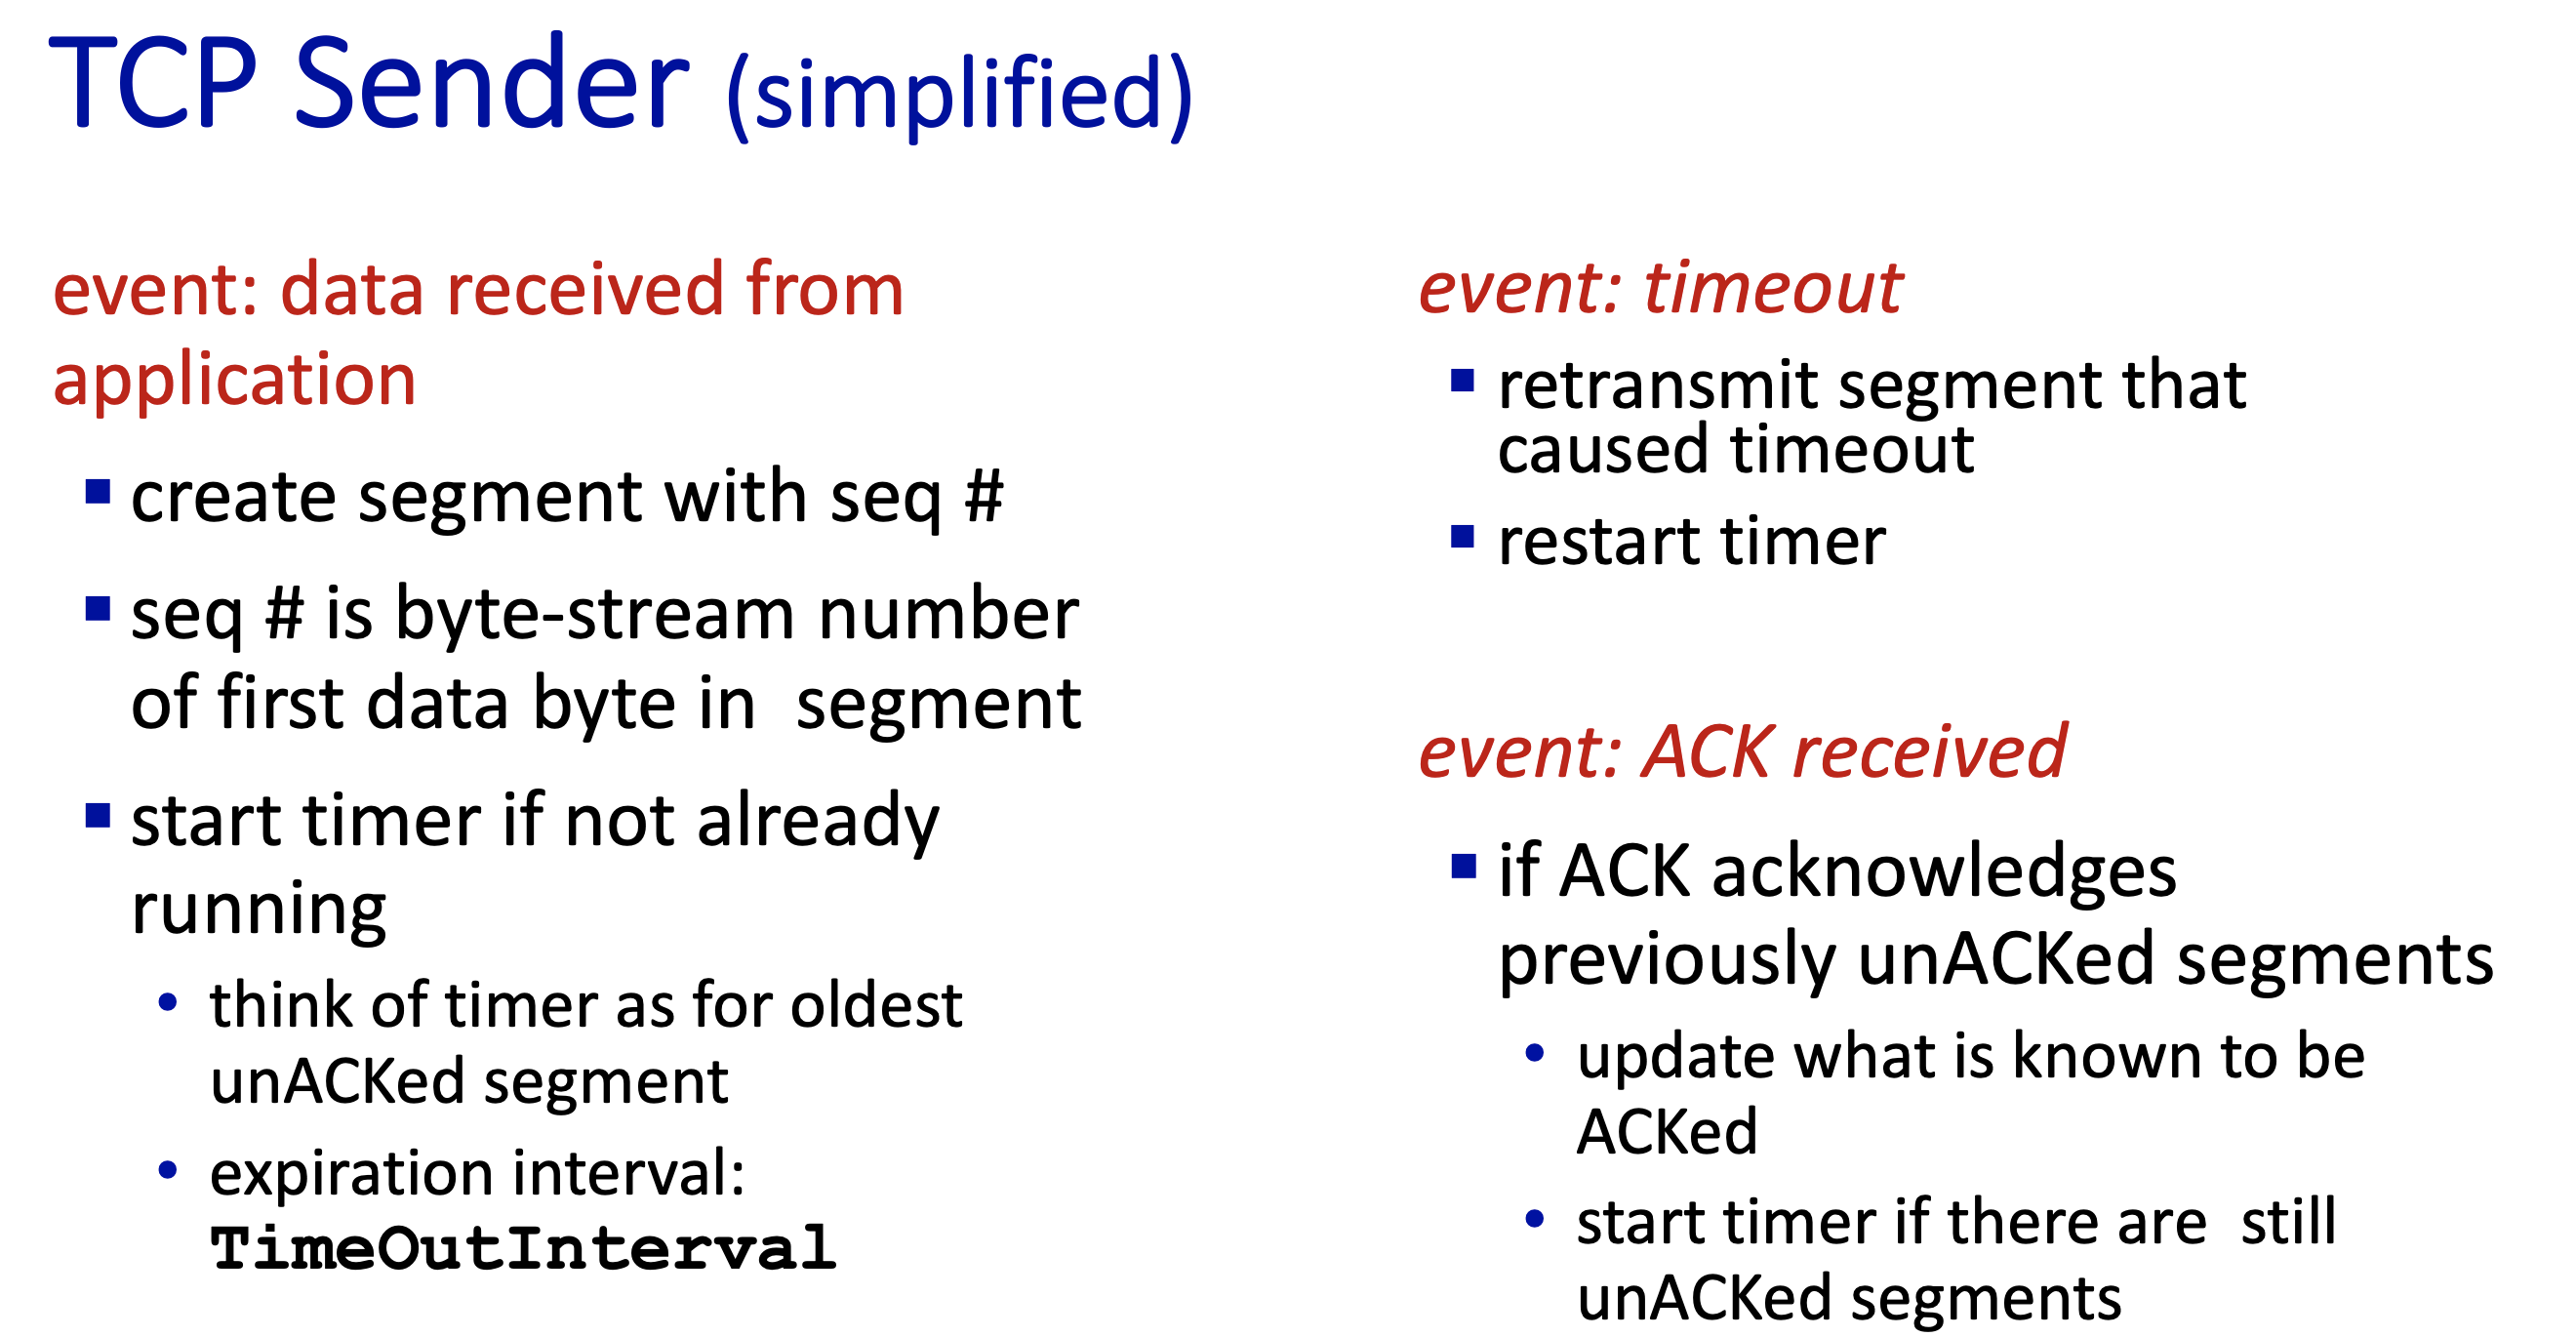 TCP Sender (simplified)
event: data received from
application
create segment with seq #
seq # is byte-stream number
of first data byte in segment
start timer if not already
running
think of timer as for oldest
unACKed segment
expiration interval:
TimeOutInterval
event: timeout
retransmit segment that
caused timeout
restart timer
event: ACK received
if ACK acknowledges
previously unACKed segments
update what is known to be
ACKed
start timer if there are still
unACKed segments